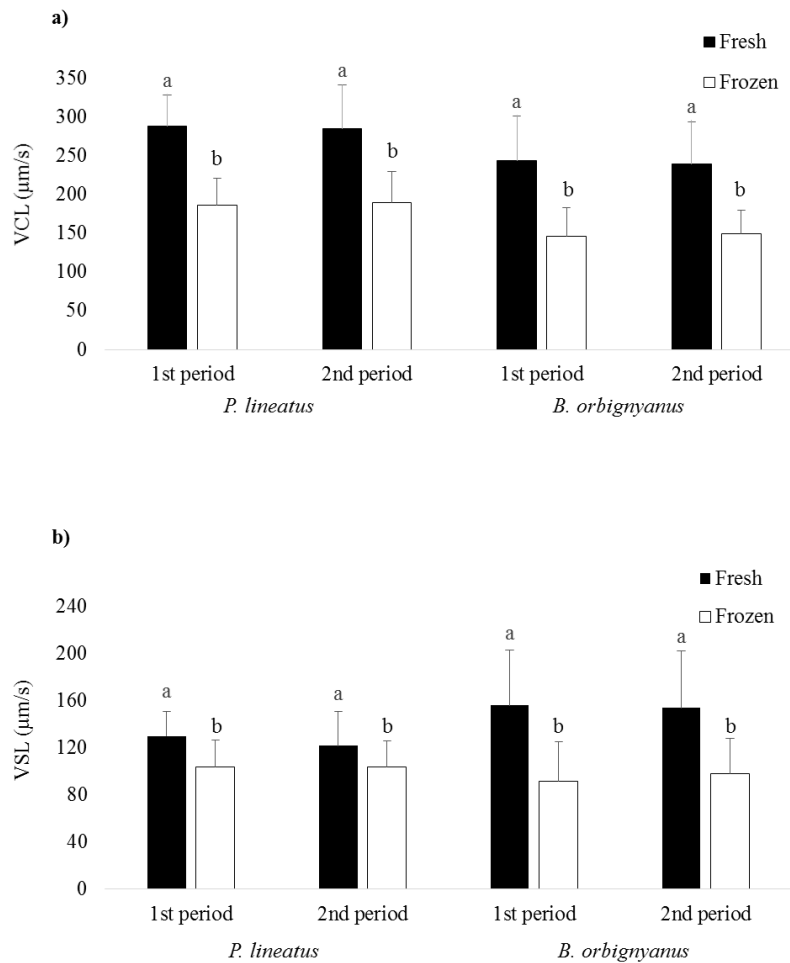 a)
Fresh
Frozen
VCL (µm/s)
350
300
250
200
150
100
50
0
a
b
a
b
a
b
a
b
1st period
2nd period
1st period
2nd period
P. lineatus
B. orbignyanus
b)
Fresh
Frozen
VSL (µm/s)
240
200
160
120
80
40
0
a
b
a
b
a
b
a
b
1st period
2nd period
1st period
2nd period
P. lineatus
B. orbignyanus